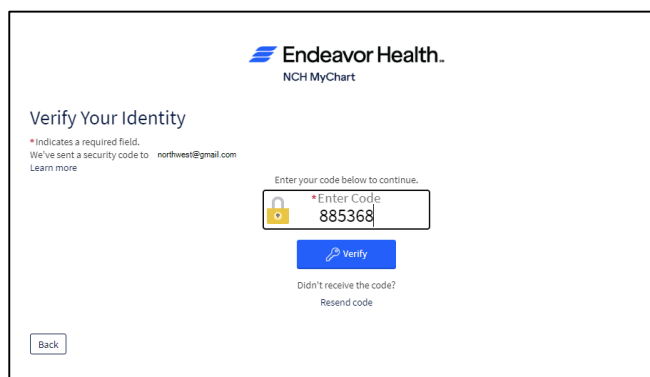 Endeavor Health™
NCH MyChart
Verify Your Identity
*Indicates a required field.
We've sent a security code to northwest@gmail.com
Learn more
Enter your code below to continue.
*Enter Code
885368
Verify
Didn't receive the code?
Resend code
Back